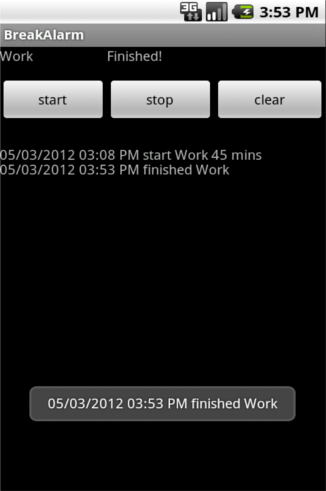 3G 3:53 PM
BreakAlarm
Work Finished!
start stop clear
05/03/2012 03:08 PM start Work 45 mins
05/03/2012 03:53 PM finished Work
05/03/2012 03:53 PM finished Work